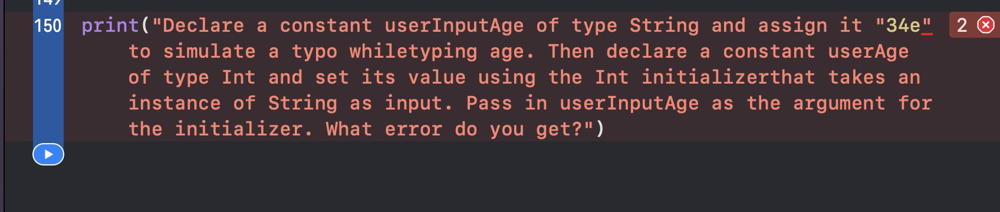 149
150 print("Declare a constant userInputAge of type String and assign it "34e" 2
to simulate a typo whiletyping age. Then declare a constant userAge
of type Int and set its value using the Int initializerthat takes an
instance of String as input. Pass in userInputAge as the argument for
the initializer. What error do you get?")